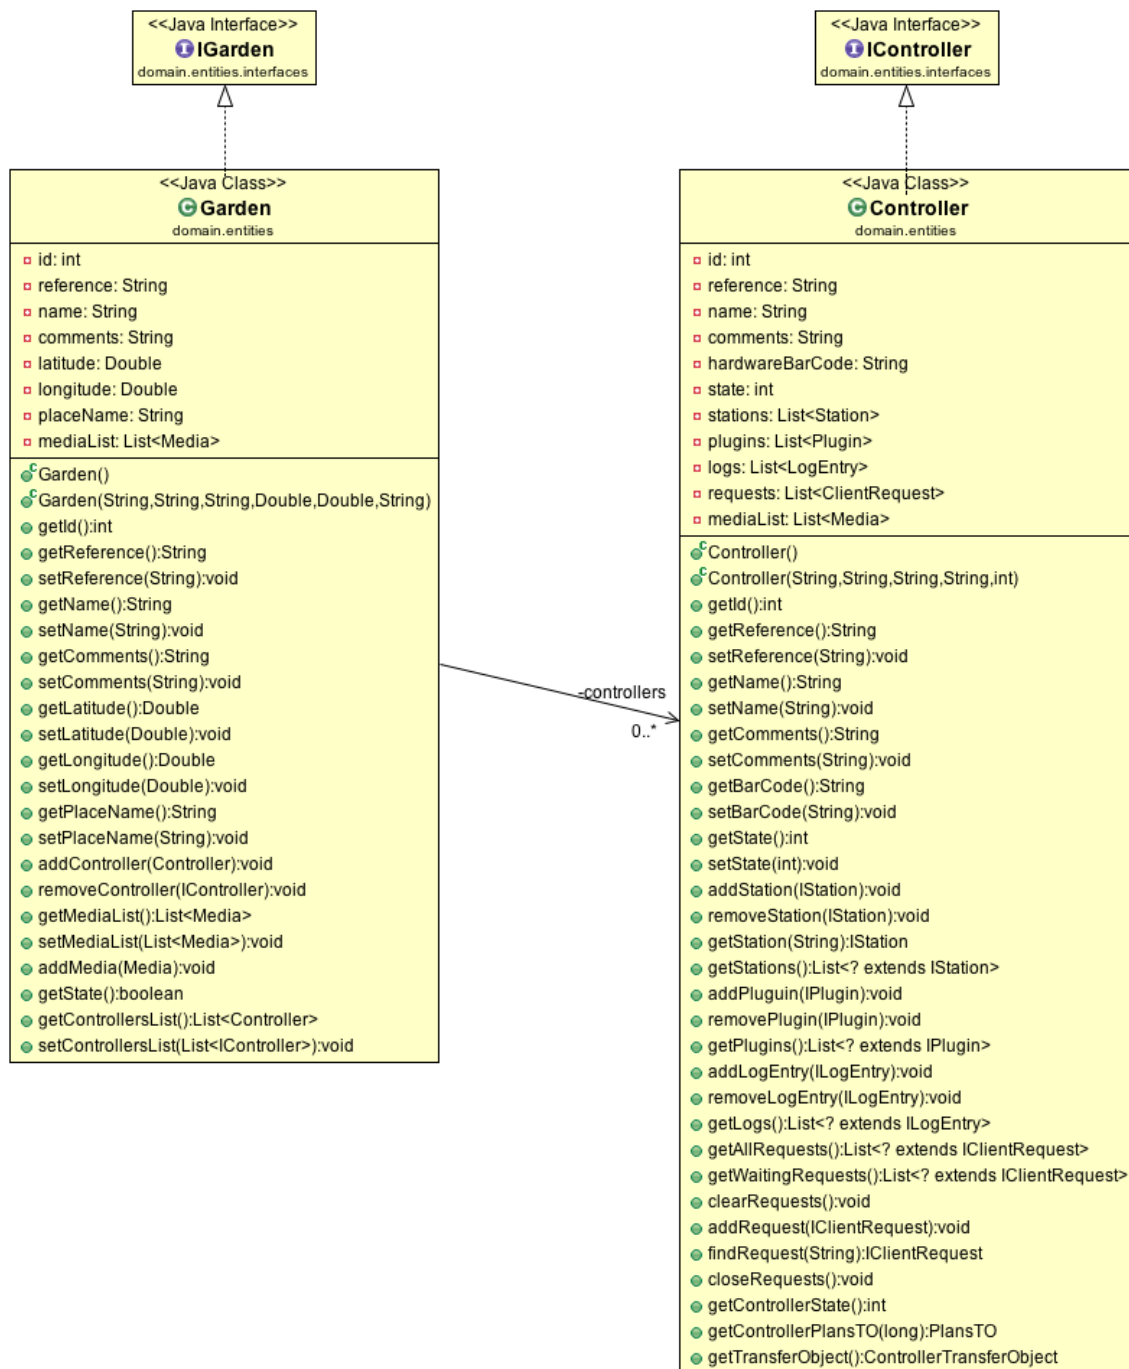 <<Java Interface>>
IGarden
domain.entities.interfaces
<<Java Interface>>
IController
domain.entities.interfaces
<<Java Class>>
Garden
domain.entities
id: int
reference: String
name: String
comments: String
latitude: Double
longitude: Double
placeName: String
mediaList: List<Media>
Garden()
Garden(String,String,String,Double,Double,String)
getId():int
getReference():String
setReference(String):void
getName():String
setName(String):void
getComments():String
setComments(String):void
getLatitude():Double
setLatitude(Double):void
getLongitude():Double
setLongitude(Double):void
getPlaceName():String
setPlaceName(String):void
addController(Controller):void
removeController(IController):void
getMediaList():List<Media>
setMediaList(List<Media>):void
addMedia(Media):void
getState():boolean
getControllersList():List<Controller>
setControllersList(List<IController>):void
-controllers
0..*
<<Java Class>>
Controller
domain.entities
id: int
reference: String
name: String
comments: String
hardwareBarCode: String
state: int
stations: List<Station>
plugins: List<Plugin>
logs: List<LogEntry>
requests: List<ClientRequest>
mediaList: List<Media>
Controller()
Controller(String,String,String,String,int)
getId():int
getReference():String
setReference(String):void
getName():String
setName(String):void
getComments():String
setComments(String):void
getBarCode():String
setBarCode(String):void
getState():int
setState(int):void
addStation(IStation):void
removeStation(IStation):void
getStation(String):IStation
getStations():List<? extends IStation>
addPluguin(IPlugin):void
removePlugin(IPlugin):void
getPlugins():List<? extends IPlugin>
addLogEntry(ILogEntry):void
removeLogEntry(ILogEntry):void
getLogs():List<? extends ILogEntry>
getAllRequests():List<? extends IClientRequest>
getWaitingRequests():List<? extends IClientRequest>
clearRequests():void
addRequest(IClientRequest):void
findRequest(String):IClientRequest
closeRequests():void
getControllerState():int
getControllerPlansTO(long):PlansTO
getTransferObject():ControllerTransferObject